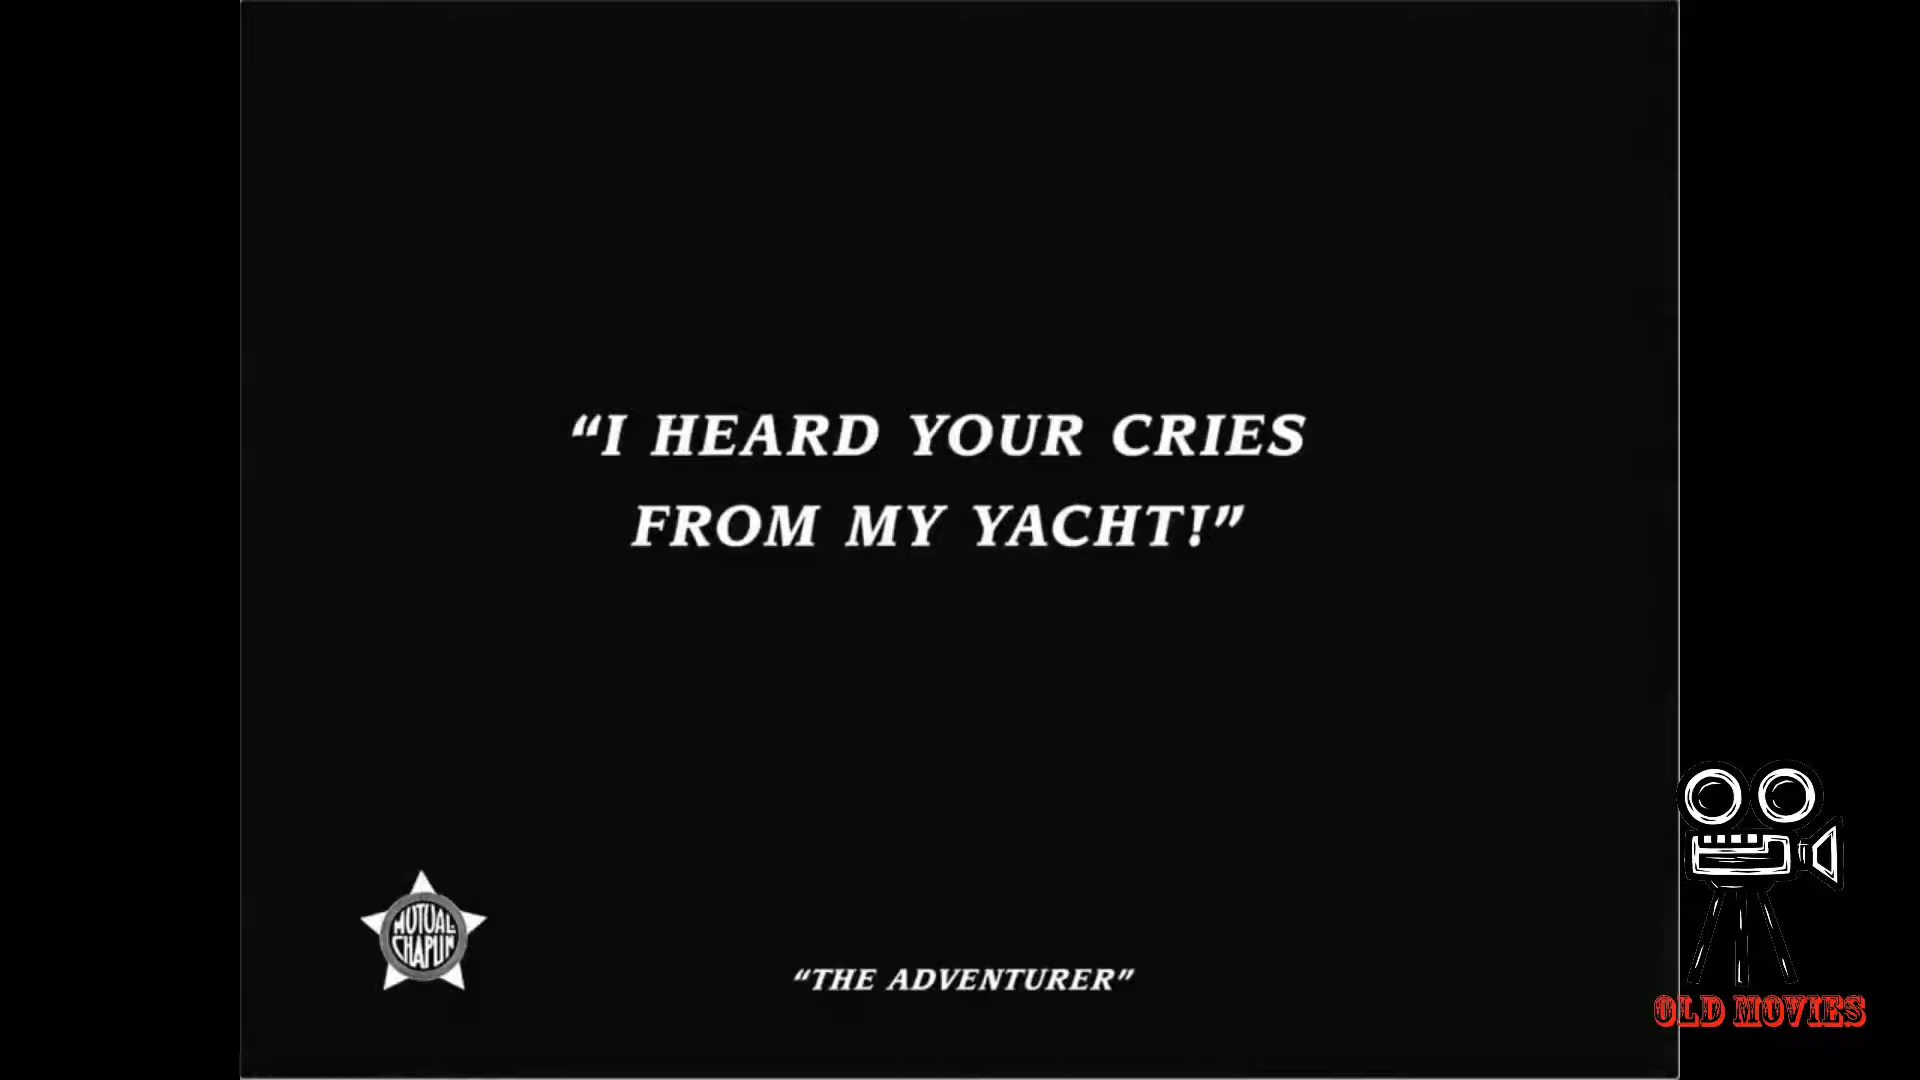 “I HEARD YOUR CRIES
FROM MY YACHT!”
MUTUAL
CHAPLIN
“THE ADVENTURER”
OLD MOVIES